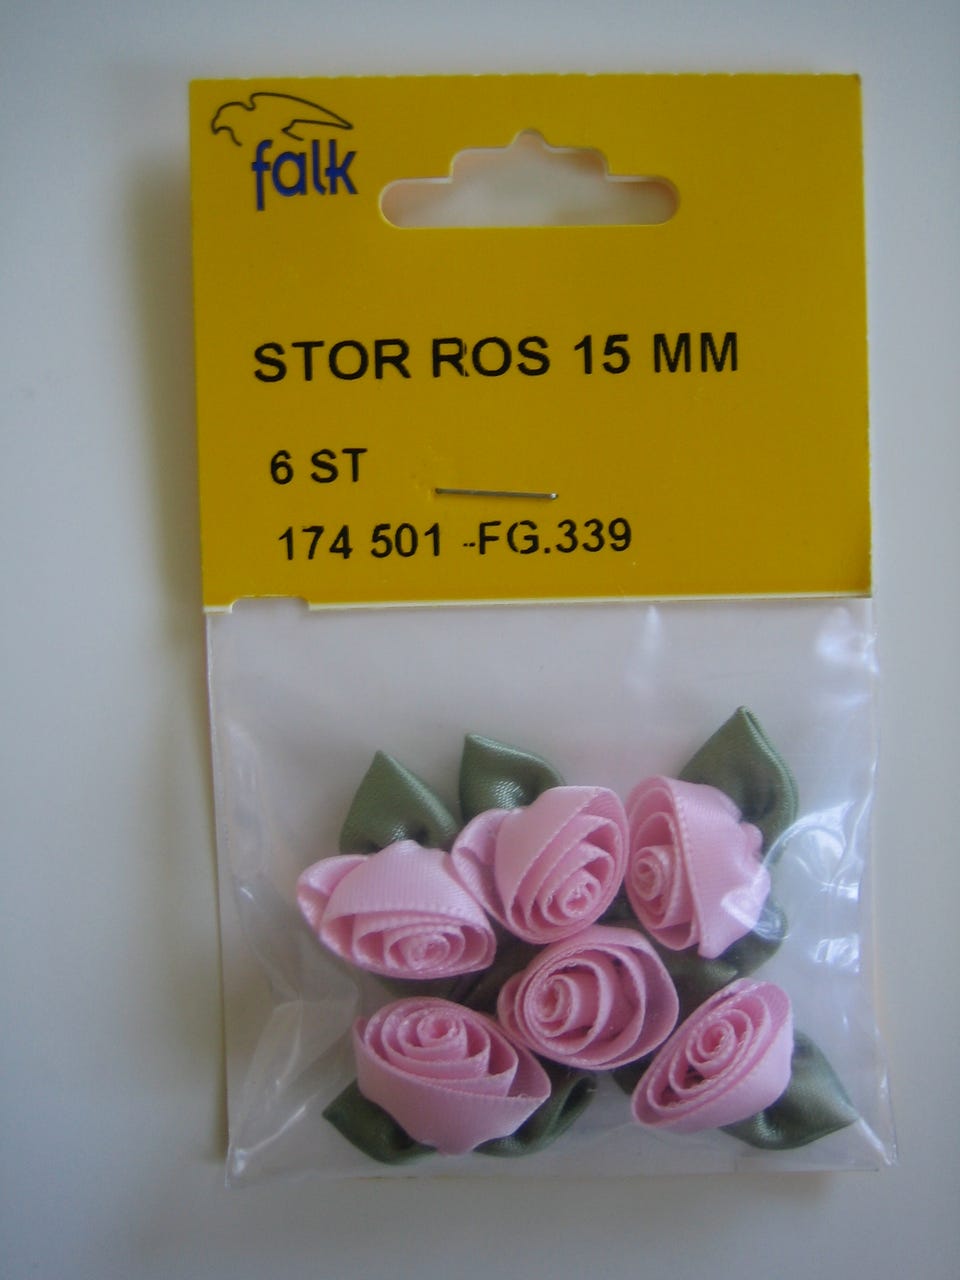 falk
STOR ROS 15 MM
6 ST
174 501 -FG.339